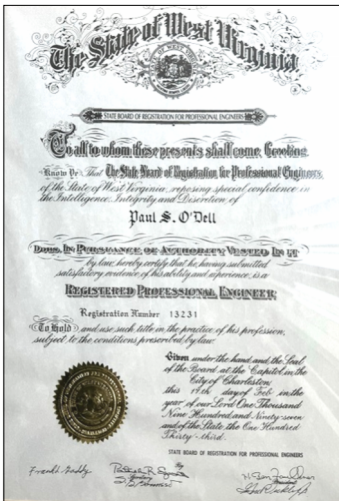 The State of West Virginia
STATE BOARD OF REGISTRATION FOR PROFESSIONAL ENGINEERS
To all to whom these presents shall come, Greeting
Know Ye That The State Board of Registration for Professional Engineers
of the State of West Virginia, reposing special confidence in
the Intelligence, Integrity and Discretion of
Paul S. O'Dell
DOES, IN PURSUANCE OF AUTHORITY VESTED IN IT
by law, hereby certify that he, having submitted
satisfactory evidence of his ability and experience, is a
REGISTERED PROFESSIONAL ENGINEER;
Registration Number 13231
To Hold and use such title in the practice of his profession,
subject to the conditions prescribed by law.
Given under the hand and the Seal
of the Board at the Capitol in the
City of Charleston
this 19th day of Feb in the
year of our Lord One Thousand
Nine Hundred and Ninety-seven
and of the State, the One Hundred
Thirty-third.
STATE BOARD OF REGISTRATION FOR PROFESSIONAL ENGINEERS